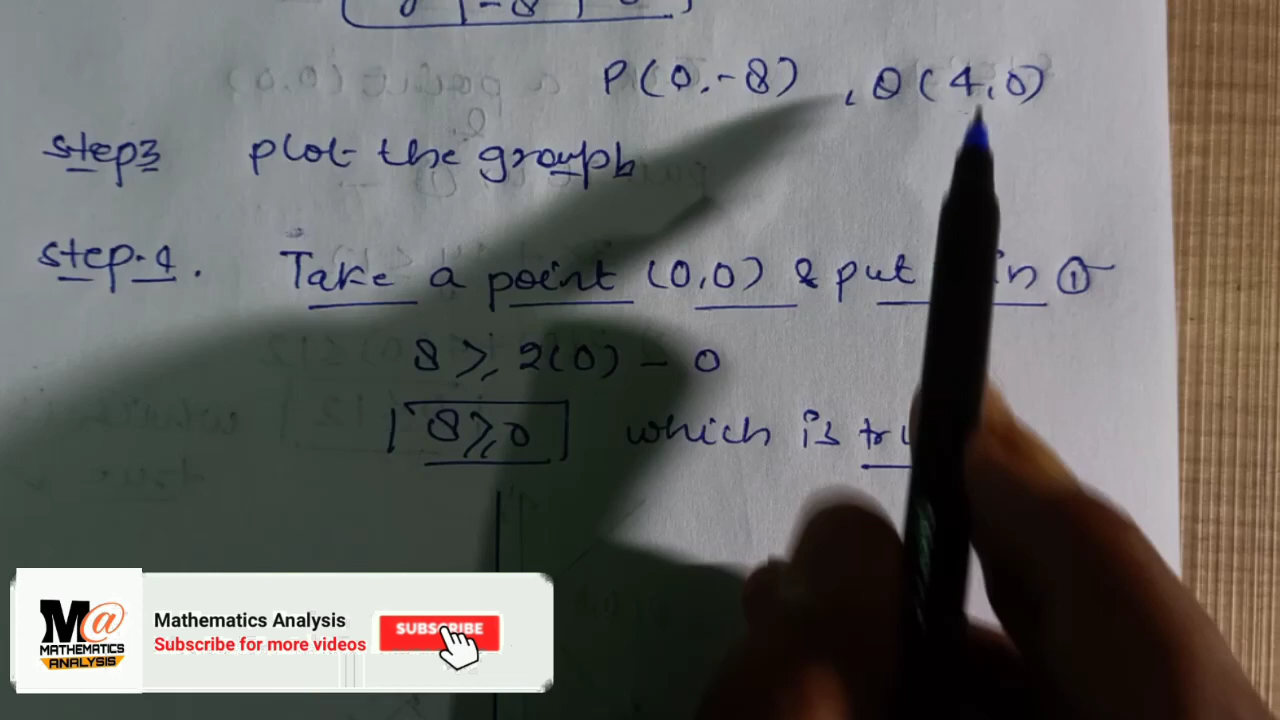 P(0,-8) , Q(4,0)
step3 plot the graph
step-4. Take a point (0,0) & put in ①
8 ≥ 2(0) - 0
8≥0 which is tr
M@
MATHEMATICS
ANALYSIS
Mathematics Analysis
Subscribe for more videos
SUBSCRIBE